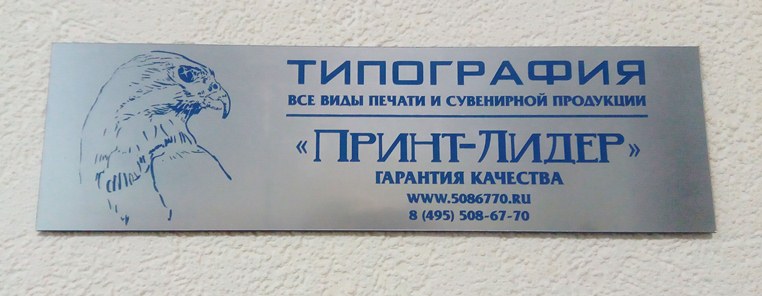 ТИПОГРАФИЯ
ВСЕ ВИДЫ ПЕЧАТИ И СУВЕНИРНОЙ ПРОДУКЦИИ
«ПРИНТ-ЛИДЕР»
ГАРАНТИЯ КАЧЕСТВА
WWW.5086770.RU
8 (495) 508-67-70